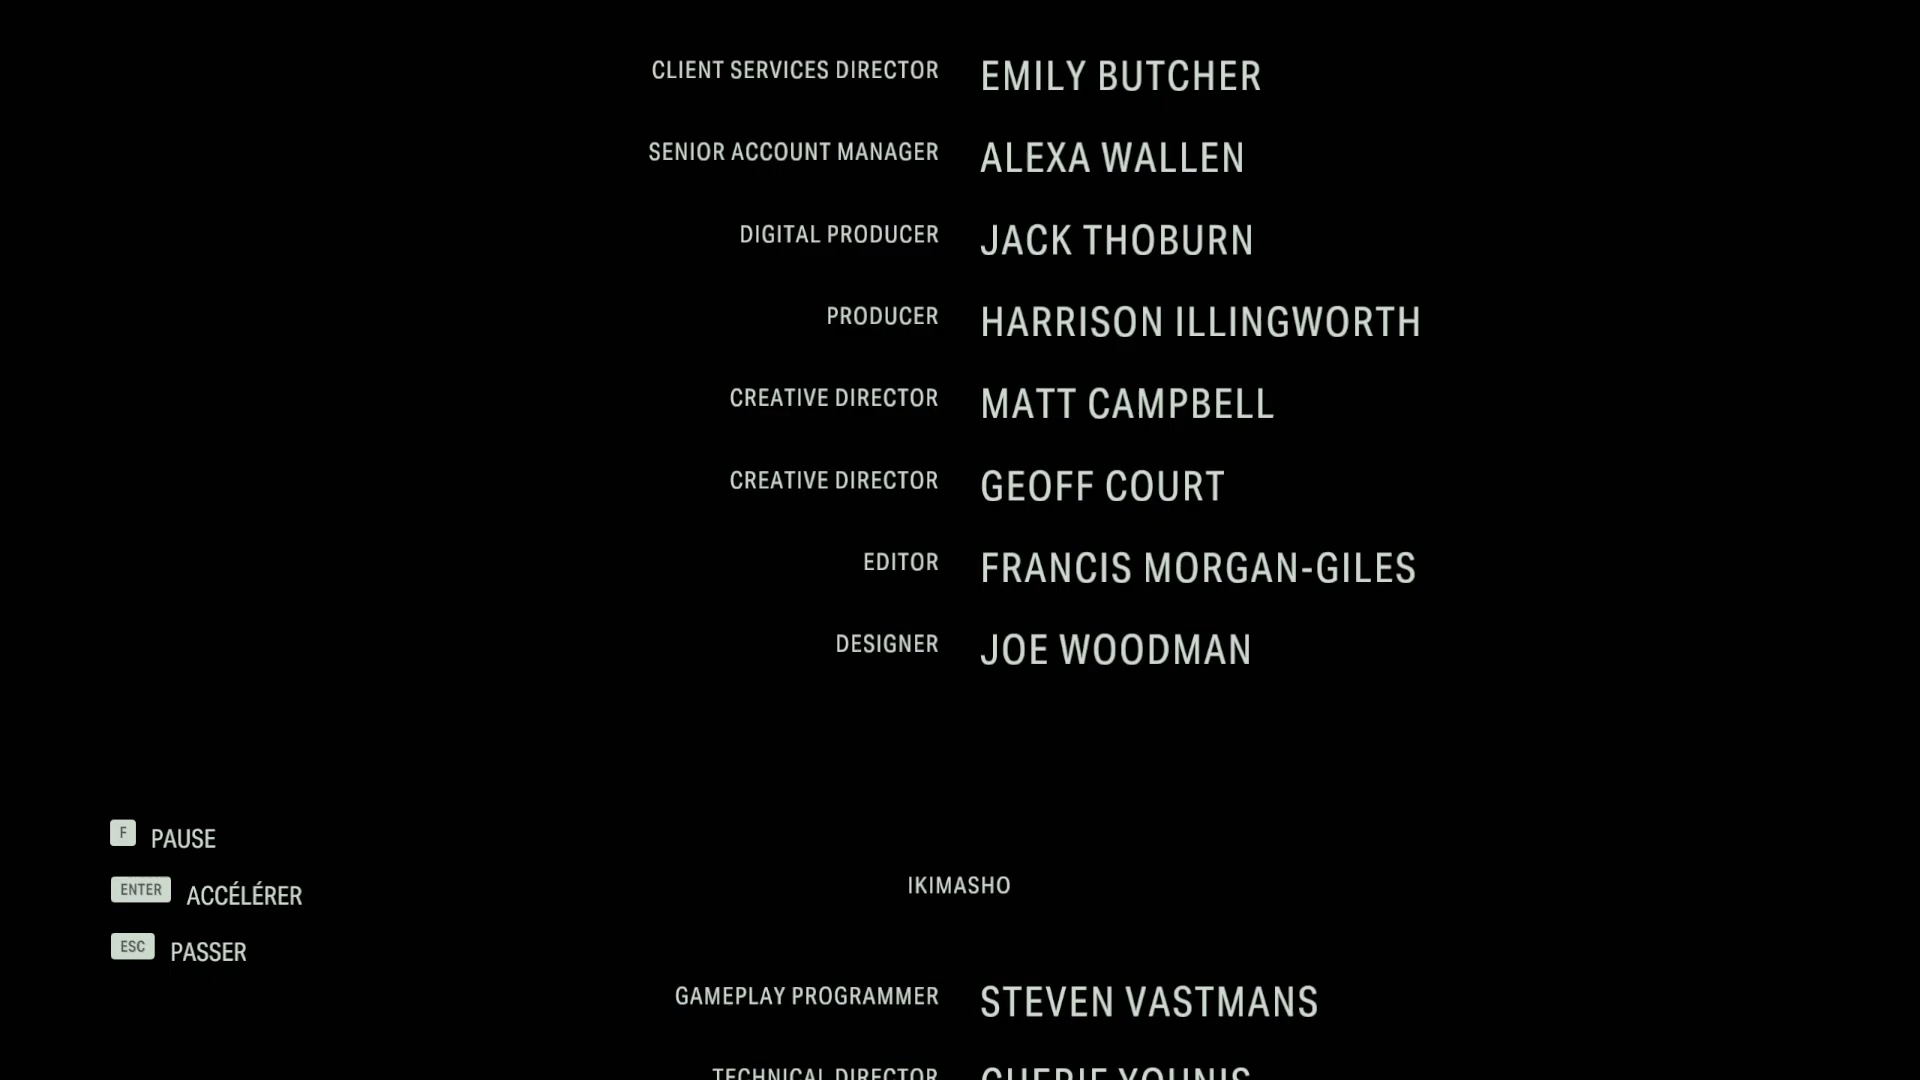 CLIENT SERVICES DIRECTOR EMILY BUTCHER
SENIOR ACCOUNT MANAGER ALEXA WALLEN
DIGITAL PRODUCER JACK THOBURN
PRODUCER HARRISON ILLINGWORTH
CREATIVE DIRECTOR MATT CAMPBELL
CREATIVE DIRECTOR GEOFF COURT
EDITOR FRANCIS MORGAN-GILES
DESIGNER JOE WOODMAN
F PAUSE
ENTER ACCÉLÉRER
ESC PASSER
IKIMASHO
GAMEPLAY PROGRAMMER STEVEN VASTMANS
TECHNICAL DIRECTOR CHERIF YOUNIS